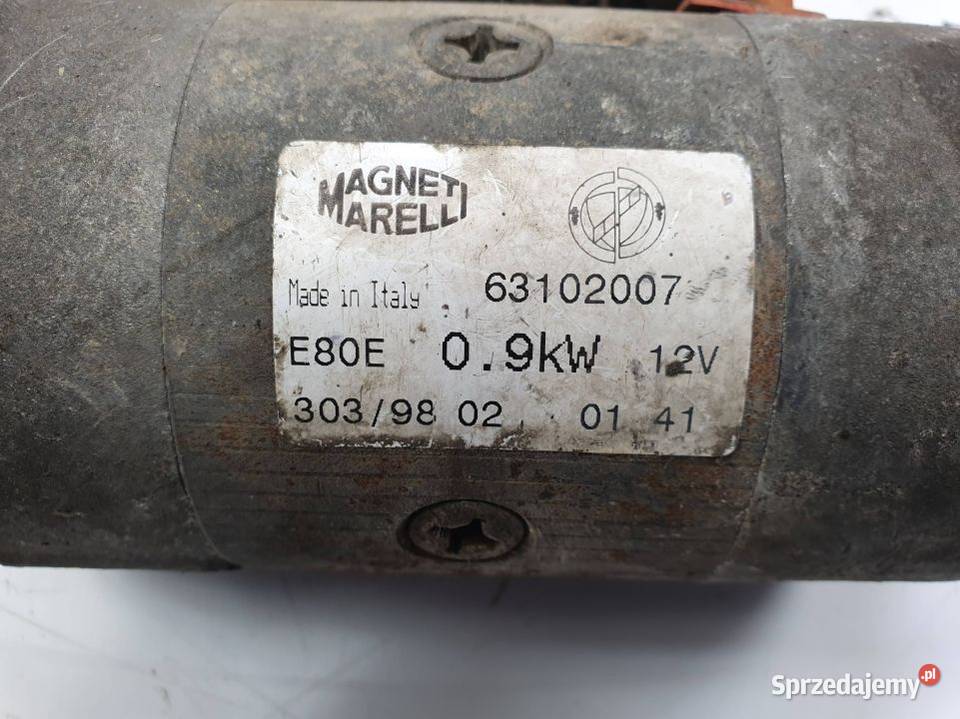 MAGNETI
MARELLI
Made in Italy 63102007
E80E 0.9kW 12V
303/98 02 01 41
Sprzedajemy.pl